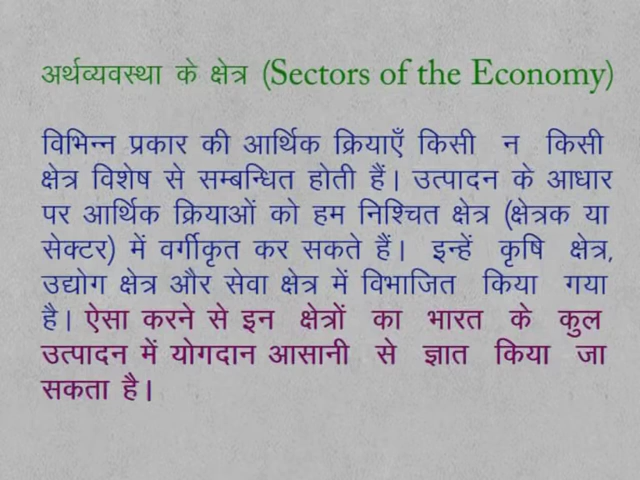 अर्थव्यवस्था के क्षेत्र (Sectors of the Economy)
विभिन्न प्रकार की आर्थिक क्रियाएँ किसी न किसी
क्षेत्र विशेष से सम्बन्धित होती हैं। उत्पादन के आधार
पर आर्थिक क्रियाओं को हम निश्चित क्षेत्र (क्षेत्रक या
सेक्टर) में वर्गीकृत कर सकते हैं। इन्हें कृषि क्षेत्र,
उद्योग क्षेत्र और सेवा क्षेत्र में विभाजित किया गया
है। ऐसा करने से इन क्षेत्रों का भारत के कुल
उत्पादन में योगदान आसानी से ज्ञात किया जा
सकता है।